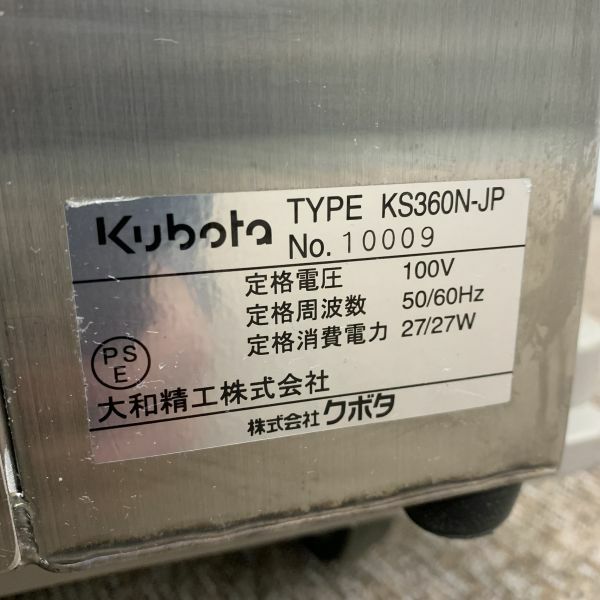 Kubota TYPE KS360N-JP
No. 10009
定格電圧 100V
定格周波数 50/60Hz
定格消費電力 27/27W
PS
E
大和精工株式会社
株式会社クボタ